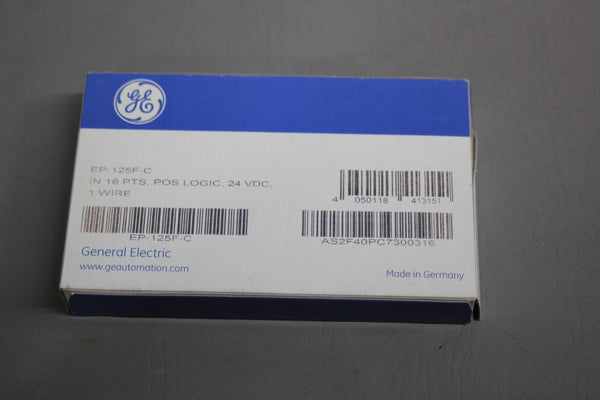 GE
EP-125F-C
IN 16 PTS, POS LOGIC, 24 VDC,
1 WIRE
4 050118 413151
EP-125F-C
AS2F40PC7300316
General Electric
www.geautomation.com
Made in Germany